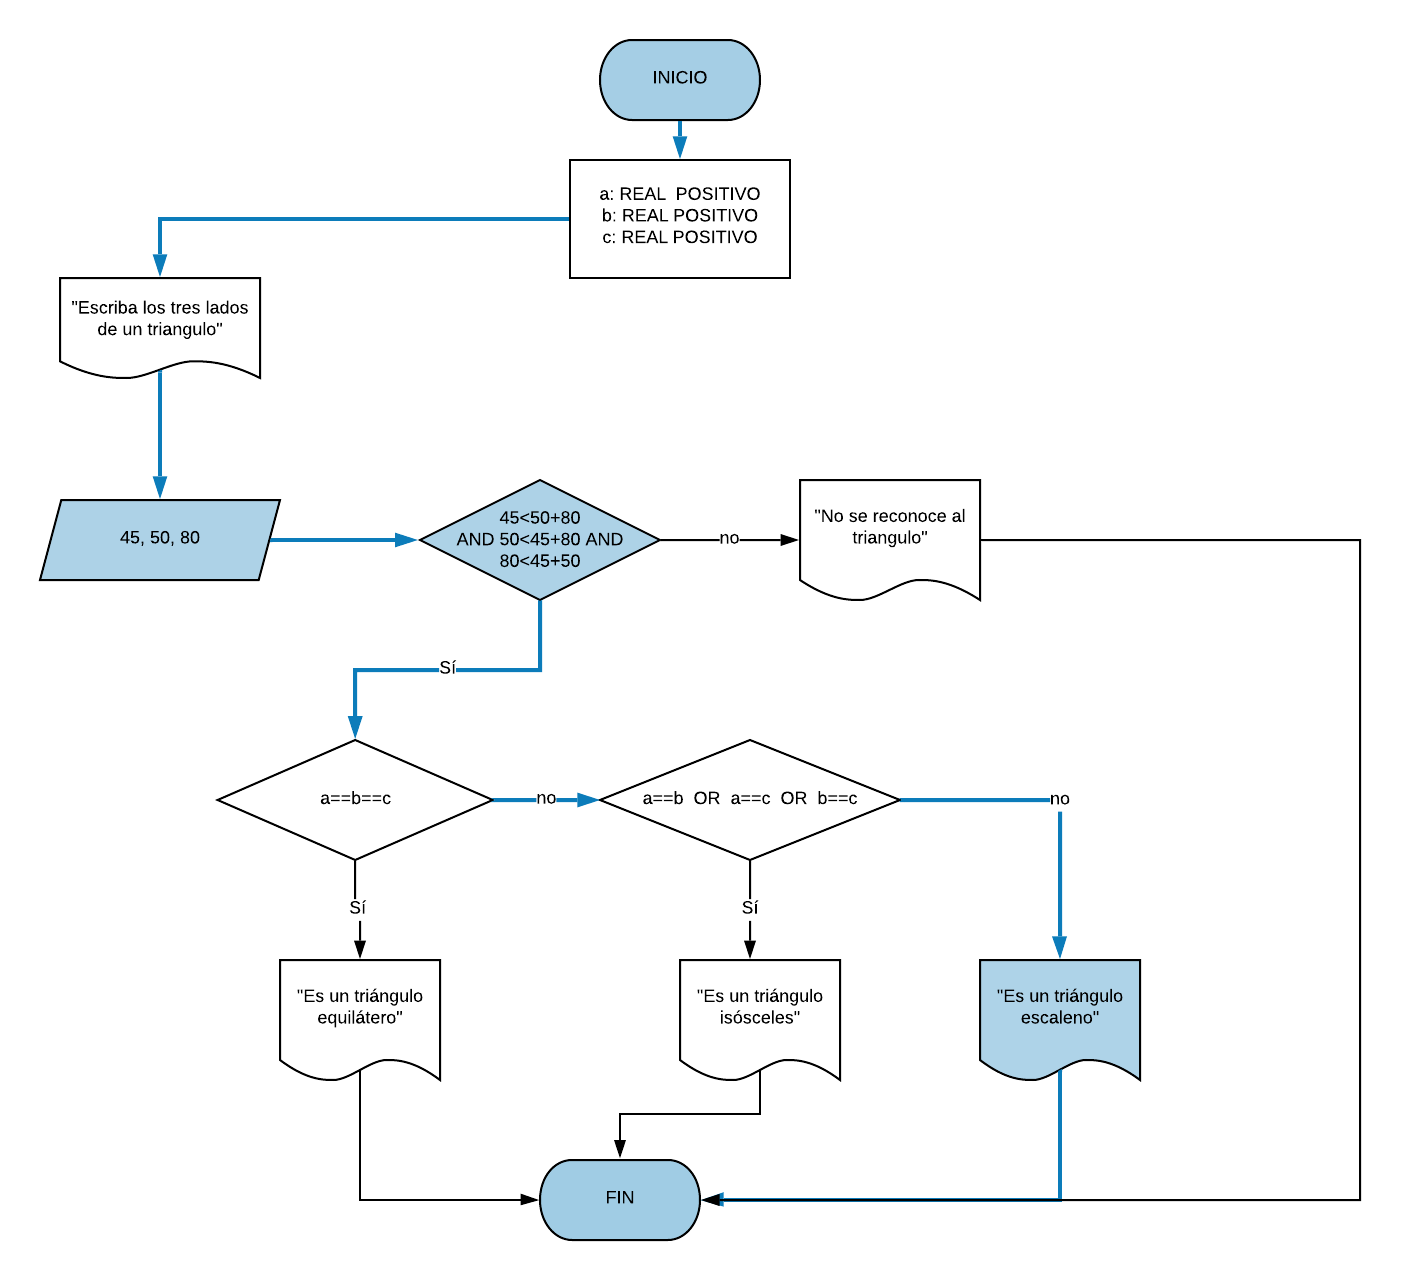 INICIO
a: REAL  POSITIVO
b: REAL POSITIVO
c: REAL POSITIVO
"Escriba los tres lados
de un triangulo"
45, 50, 80
45<50+80
AND 50<45+80 AND
80<45+50
no
"No se reconoce al
triangulo"
Sí
a==b==c
no
a==b  OR  a==c  OR  b==c
no
Sí
Sí
"Es un triángulo
equilátero"
"Es un triángulo
isósceles"
"Es un triángulo
escaleno"
FIN